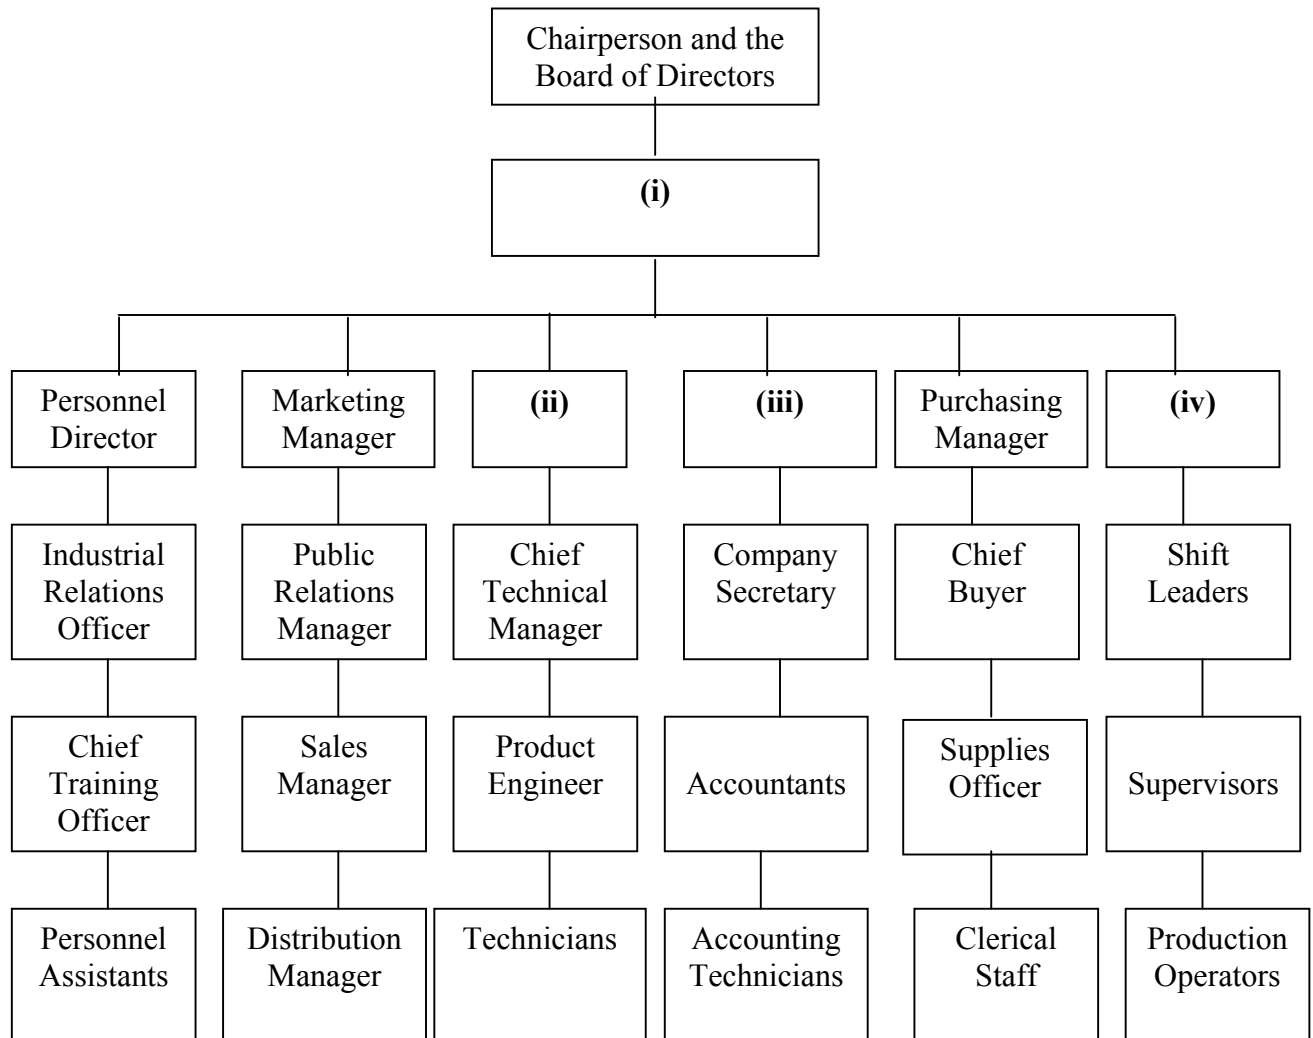 Chairperson and the
Board of Directors
(i)
Personnel
Director
Marketing
Manager
(ii)
(iii)
Purchasing
Manager
(iv)
Industrial
Relations
Officer
Public
Relations
Manager
Chief
Technical
Manager
Company
Secretary
Chief
Buyer
Shift
Leaders
Chief
Training
Officer
Sales
Manager
Product
Engineer
Accountants
Supplies
Officer
Supervisors
Personnel
Assistants
Distribution
Manager
Technicians
Accounting
Technicians
Clerical
Staff
Production
Operators